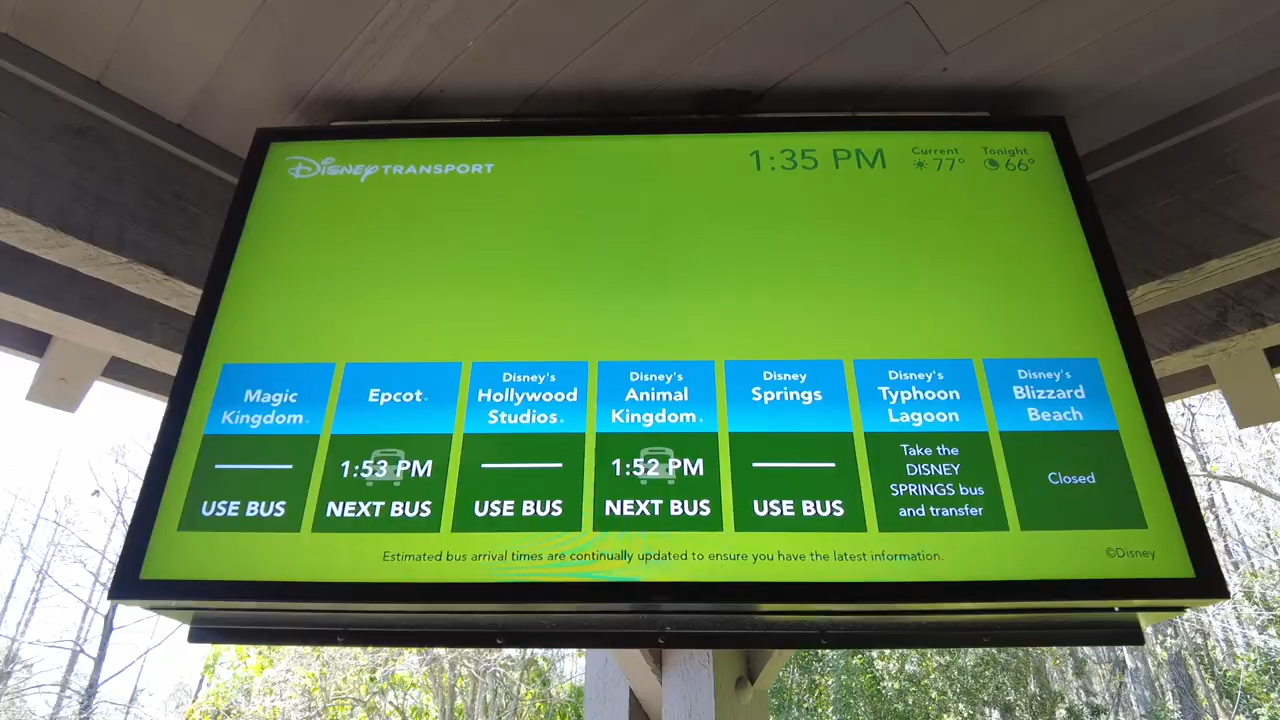 Disney TRANSPORT
1:35 PM
Current
77°
Tonight
66°
Magic
Kingdom.
USE BUS
Epcot.
1:53 PM
NEXT BUS
Disney's
Hollywood
Studios.
USE BUS
Disney's
Animal
Kingdom.
1:52 PM
NEXT BUS
Disney
Springs
USE BUS
Disney's
Typhoon
Lagoon
Take the
DISNEY
SPRINGS bus
and transfer
Disney's
Blizzard
Beach
Closed
Estimated bus arrival times are continually updated to ensure you have the latest information.
©Disney